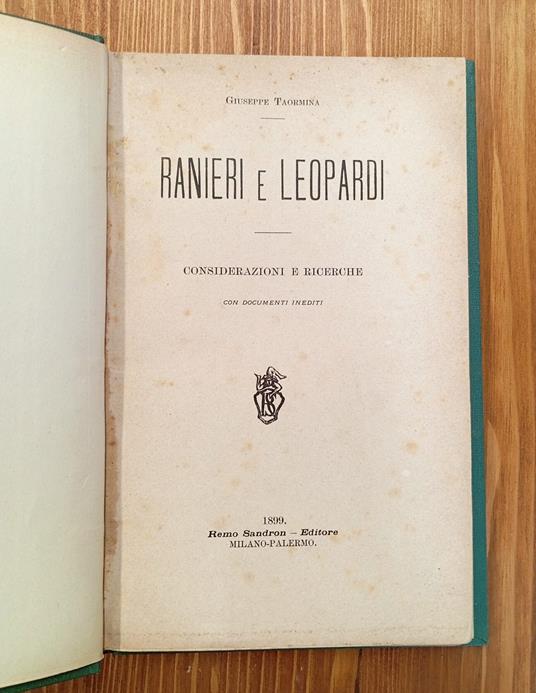 Giuseppe Taormina
RANIERI E LEOPARDI
CONSIDERAZIONI E RICERCHE
CON DOCUMENTI INEDITI
1899.
Remo Sandron — Editore
MILANO-PALERMO.